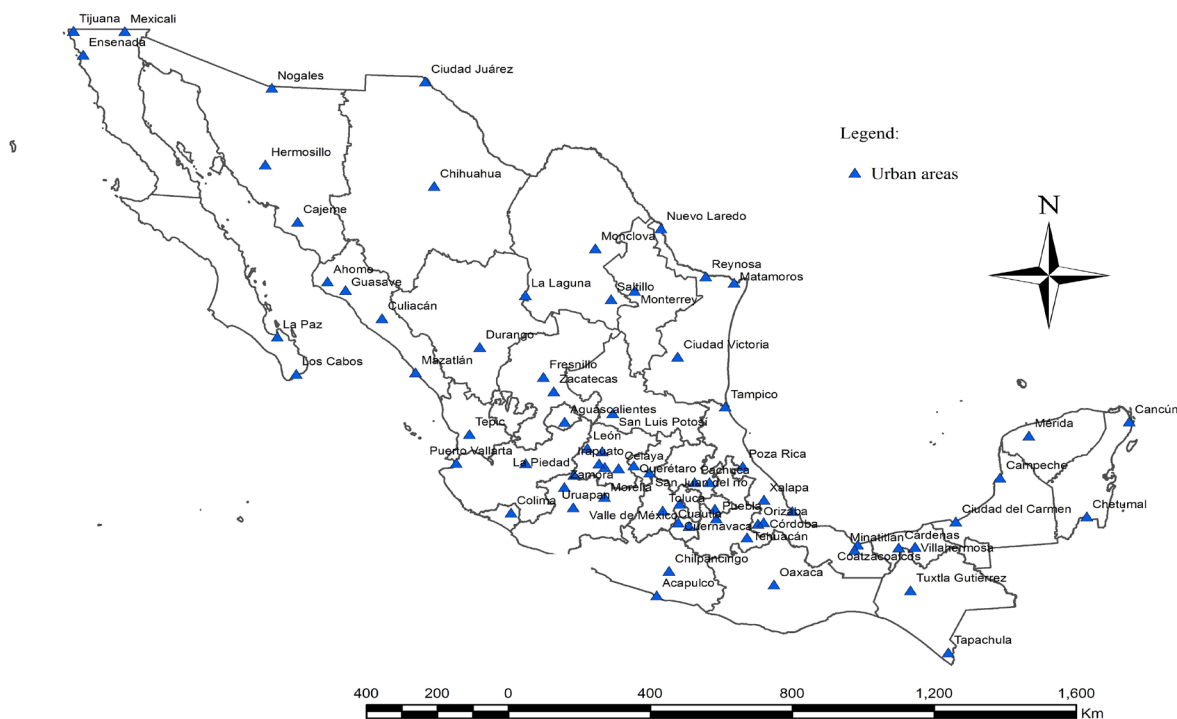 Tijuana
Mexicali
Ensenada
Nogales
Ciudad Juárez
Legend:
Urban areas
Hermosillo
Chihuahua
N
Cajeme
Nuevo Laredo
Monclova
Ahome
Guasave
La Laguna
Saltillo
Monterrey
Reynosa
Matamoros
Culiacán
La Paz
Durango
Ciudad Victoria
Los Cabos
Mazatlán
Fresnillo
Zacatecas
Tampico
Aguascalientes
San Luis Potosí
Cancún
Mérida
Tepic
León
Puerto Vallarta
La Piedad
Irapuato
Celaya
Querétaro
Pachuca
Poza Rica
Campeche
Zamora
San Juan del río
Morelia
Colima
Uruapan
Toluca
Xalapa
Valle de México
Cuautla
Puebla
Orizaba
Ciudad del Carmen
Chetumal
Cuernavaca
Córdoba
Tehuacán
Minatitlán
Cárdenas
Coatzacoalcos
Villahermosa
Chilpancingo
Oaxaca
Tuxtla Gutierrez
Acapulco
Tapachula
400 200 0 400 800 1,200 1,600
Km